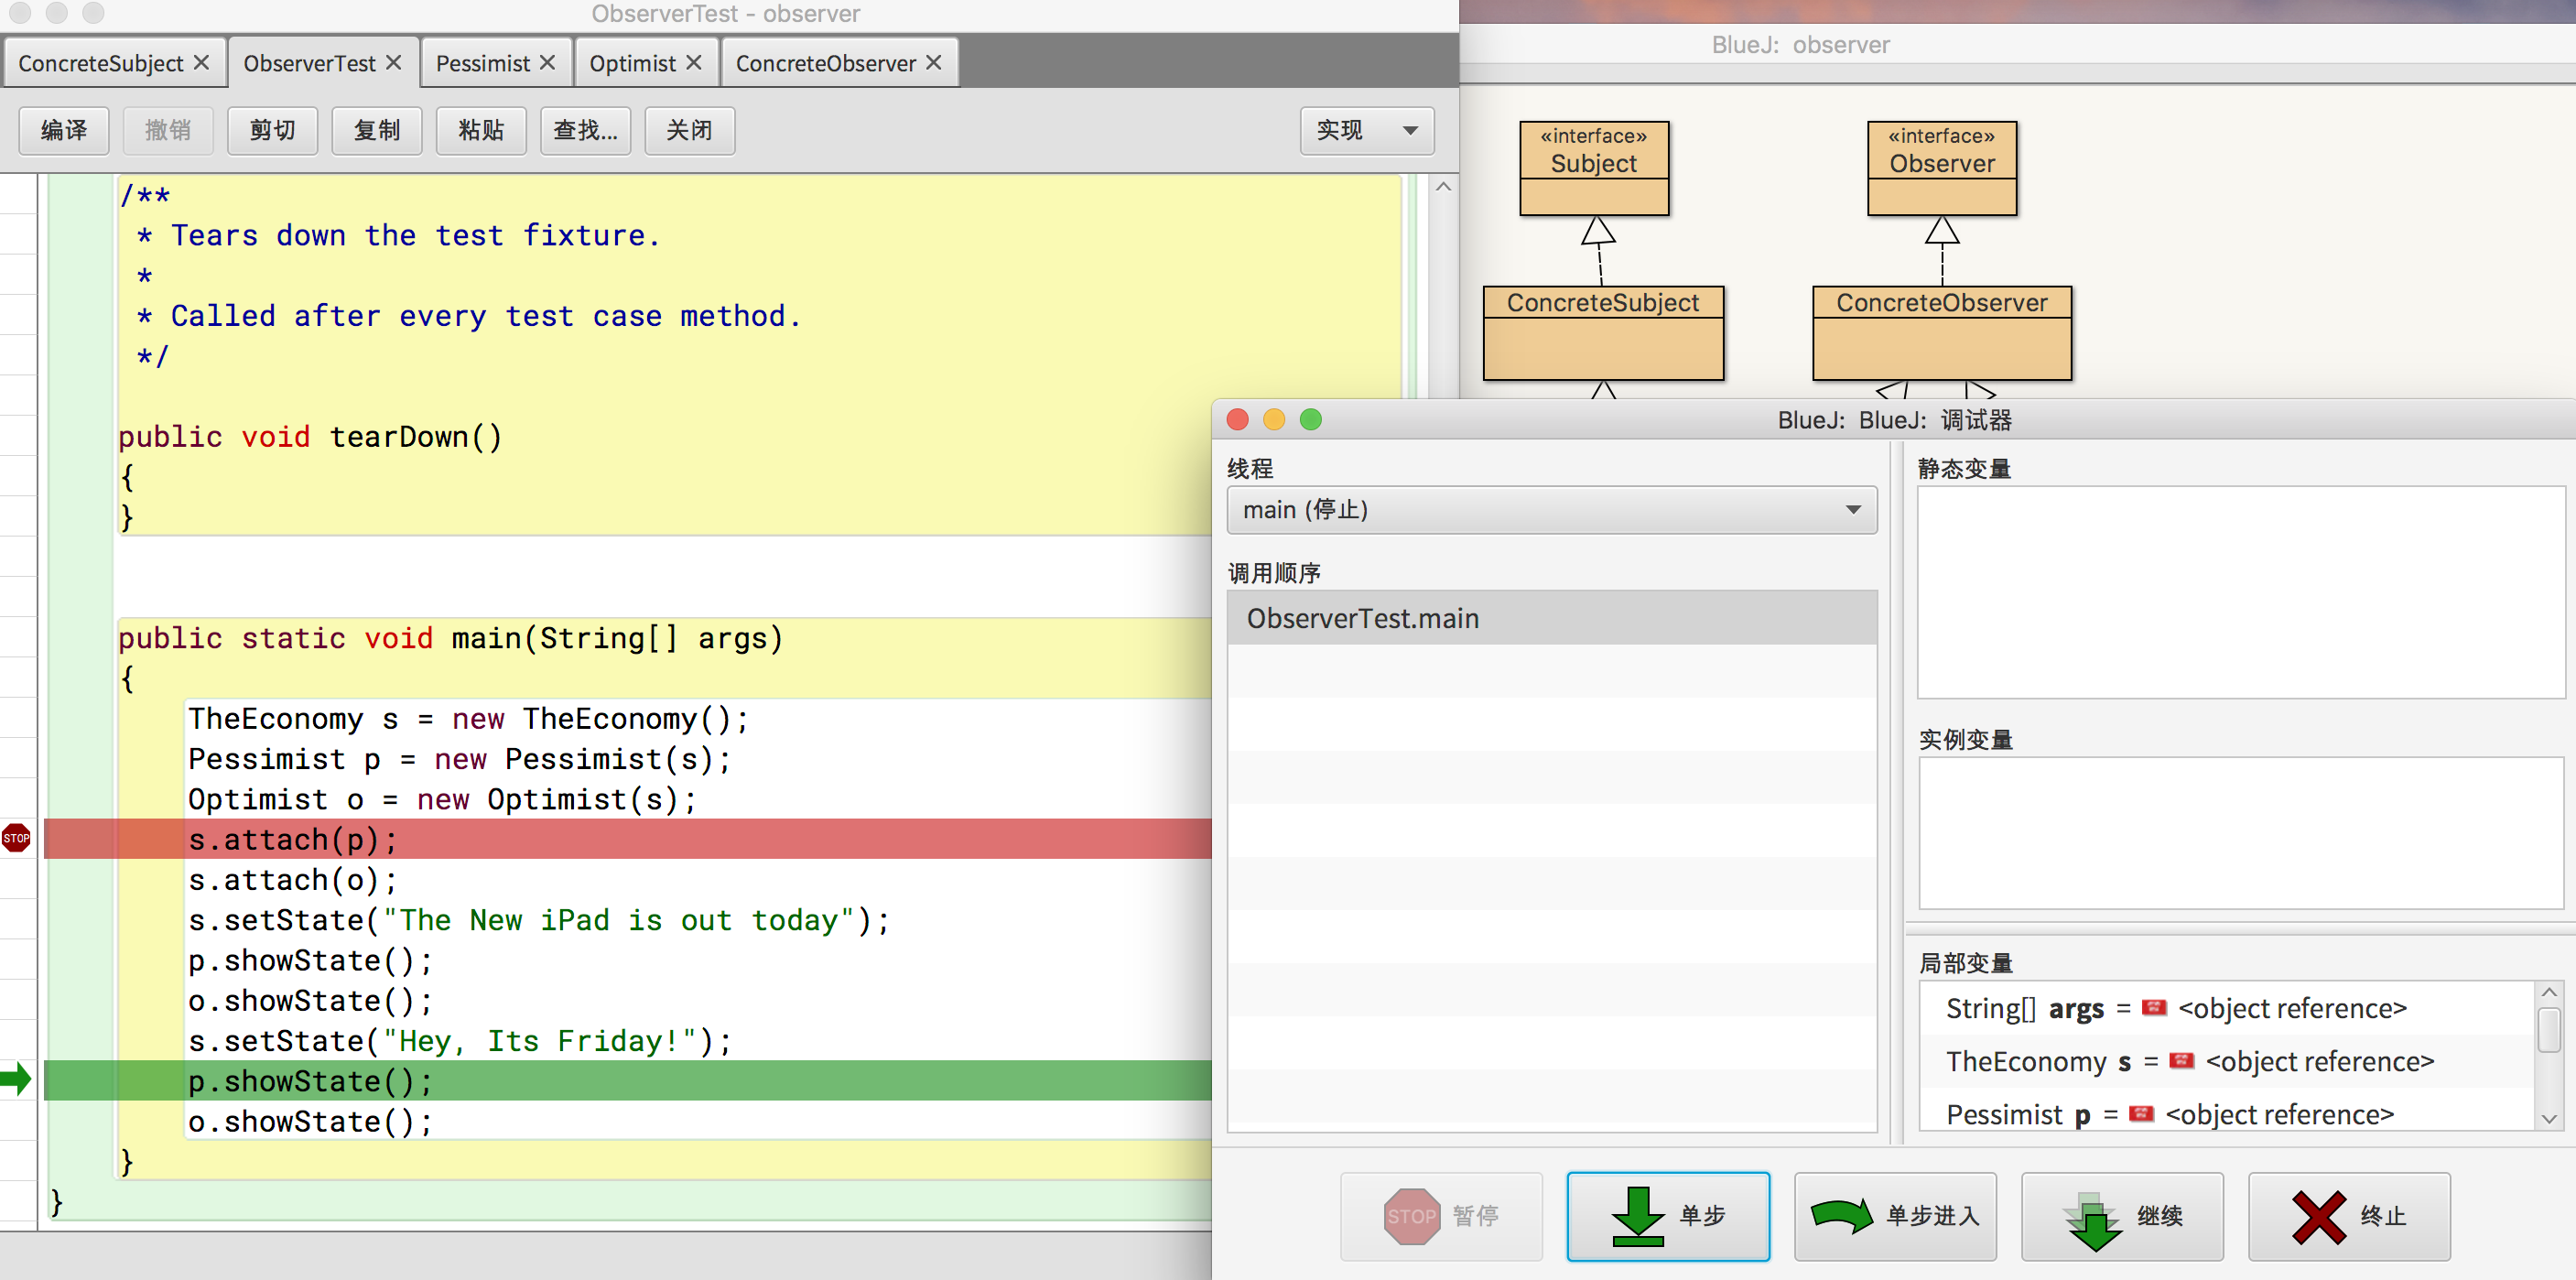 ObserverTest - observer
ConcreteSubject
ObserverTest
Pessimist
Optimist
ConcreteObserver
编译
撤销
剪切
复制
粘贴
查找...
关闭
实现
/**
 * Tears down the test fixture.
 *
 * Called after every test case method.
 */
public void tearDown()
{
}
public static void main(String[] args)
{
TheEconomy s = new TheEconomy();
Pessimist p = new Pessimist(s);
Optimist o = new Optimist(s);
STOP
s.attach(p);
s.attach(o);
s.setState("The New iPad is out today");
p.showState();
o.showState();
s.setState("Hey, Its Friday!");
p.showState();
o.showState();
}
}
BlueJ: observer
«interface»
Subject
«interface»
Observer
ConcreteSubject
ConcreteObserver
BlueJ: BlueJ: 调试器
线程
main (停止)
调用顺序
ObserverTest.main
静态变量
实例变量
局部变量
String[] args = <object reference>
TheEconomy s = <object reference>
Pessimist p = <object reference>
STOP 暂停
单步
单步进入
继续
终止